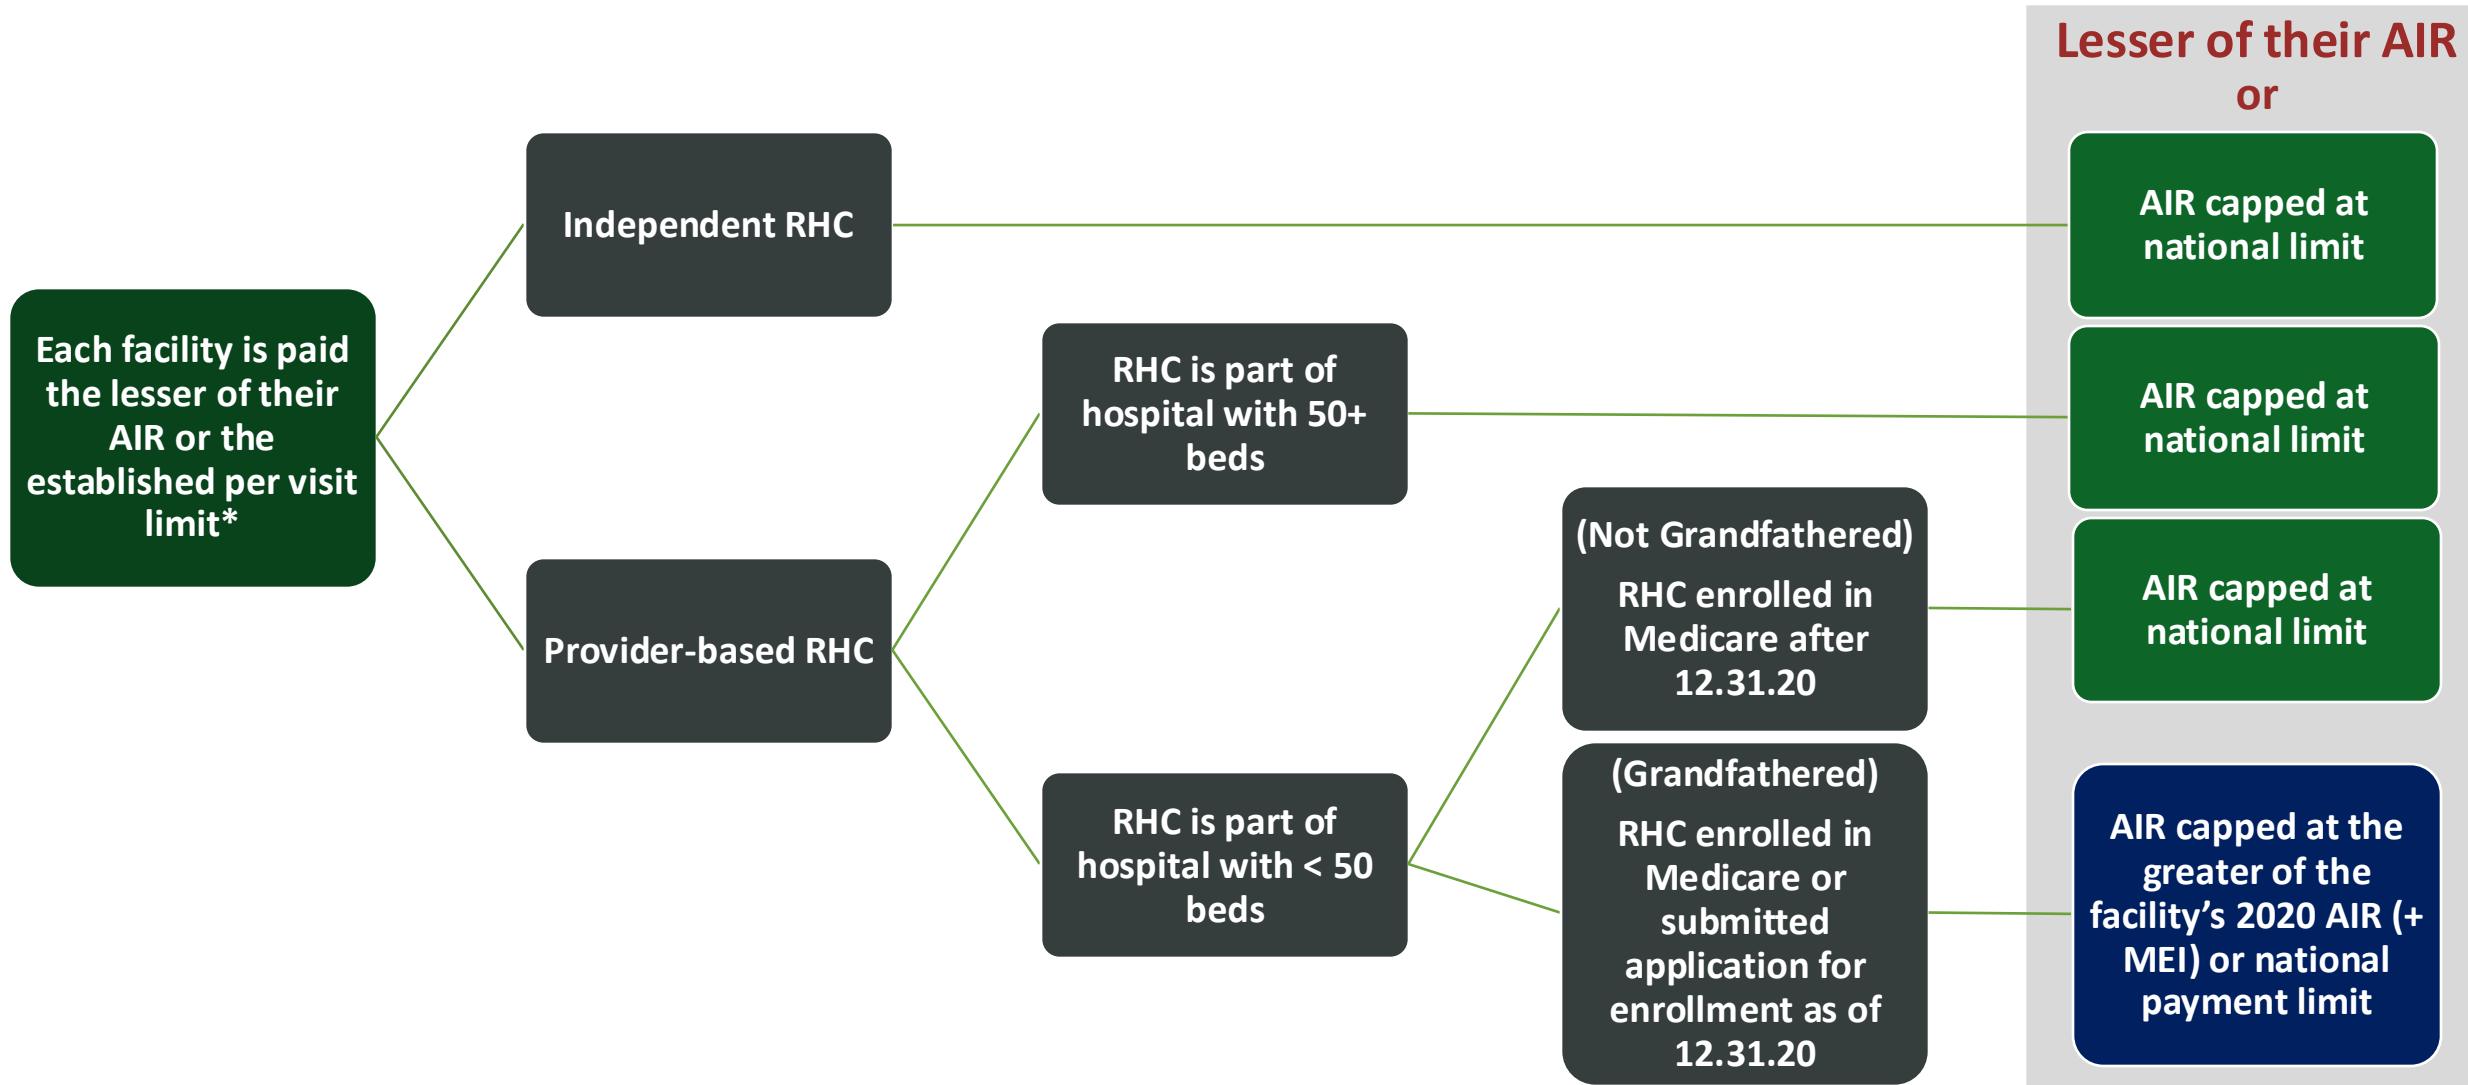 Lesser of their AIR
or
Each facility is paid
the lesser of their
AIR or the
established per visit
limit*
Independent RHC
AIR capped at
national limit
Provider-based RHC
RHC is part of
hospital with 50+
beds
AIR capped at
national limit
RHC is part of
hospital with < 50
beds
(Not Grandfathered)
RHC enrolled in
Medicare after
12.31.20
AIR capped at
national limit
(Grandfathered)
RHC enrolled in
Medicare or
submitted
application for
enrollment as of
12.31.20
AIR capped at the
greater of the
facility’s 2020 AIR (+
MEI) or national
payment limit